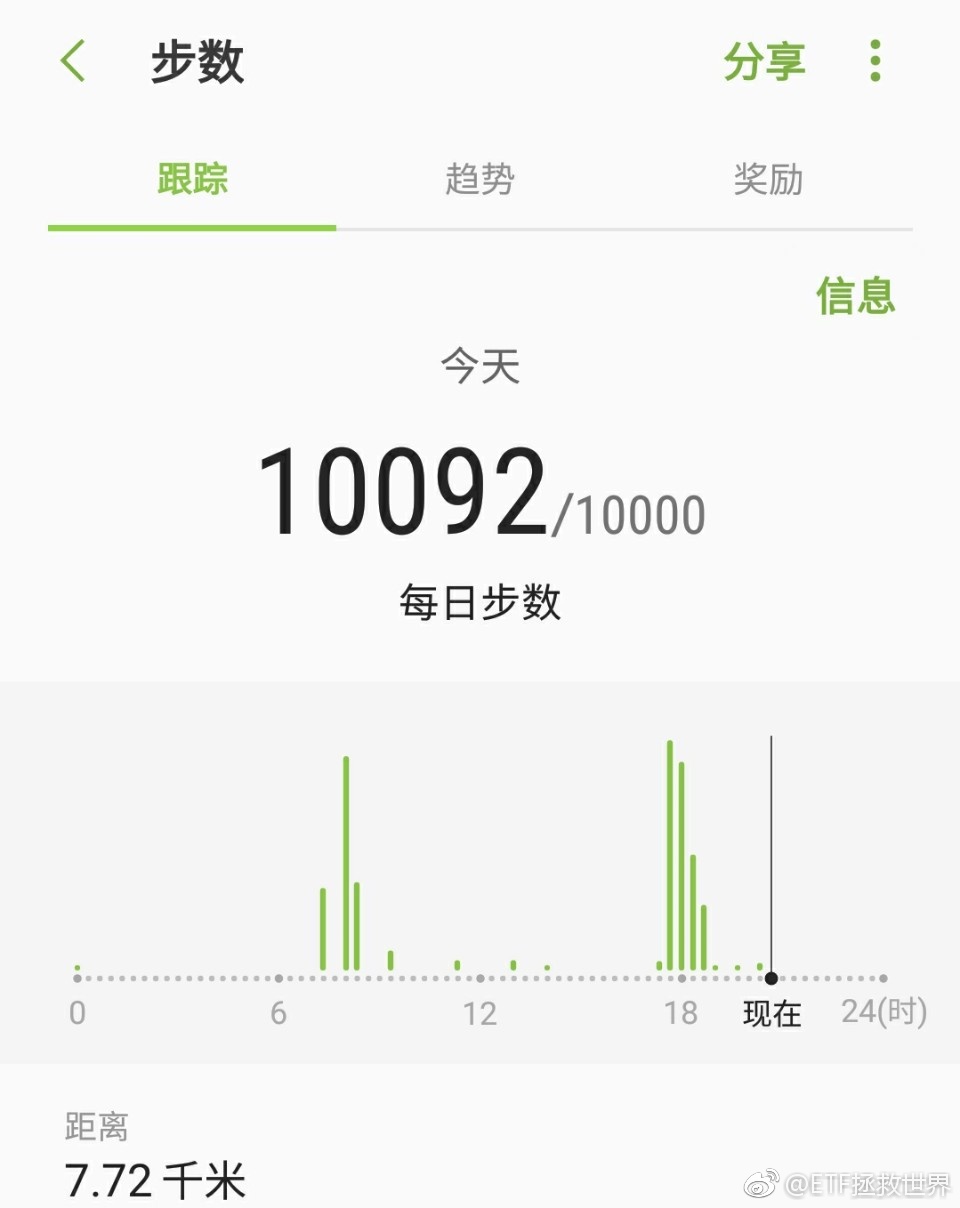 步数 分享
跟踪 趋势 奖励
信息
今天
10092/10000
每日步数
0 6 12 18 现在 24(时)
距离
7.72 千米
@ETF拯救世界